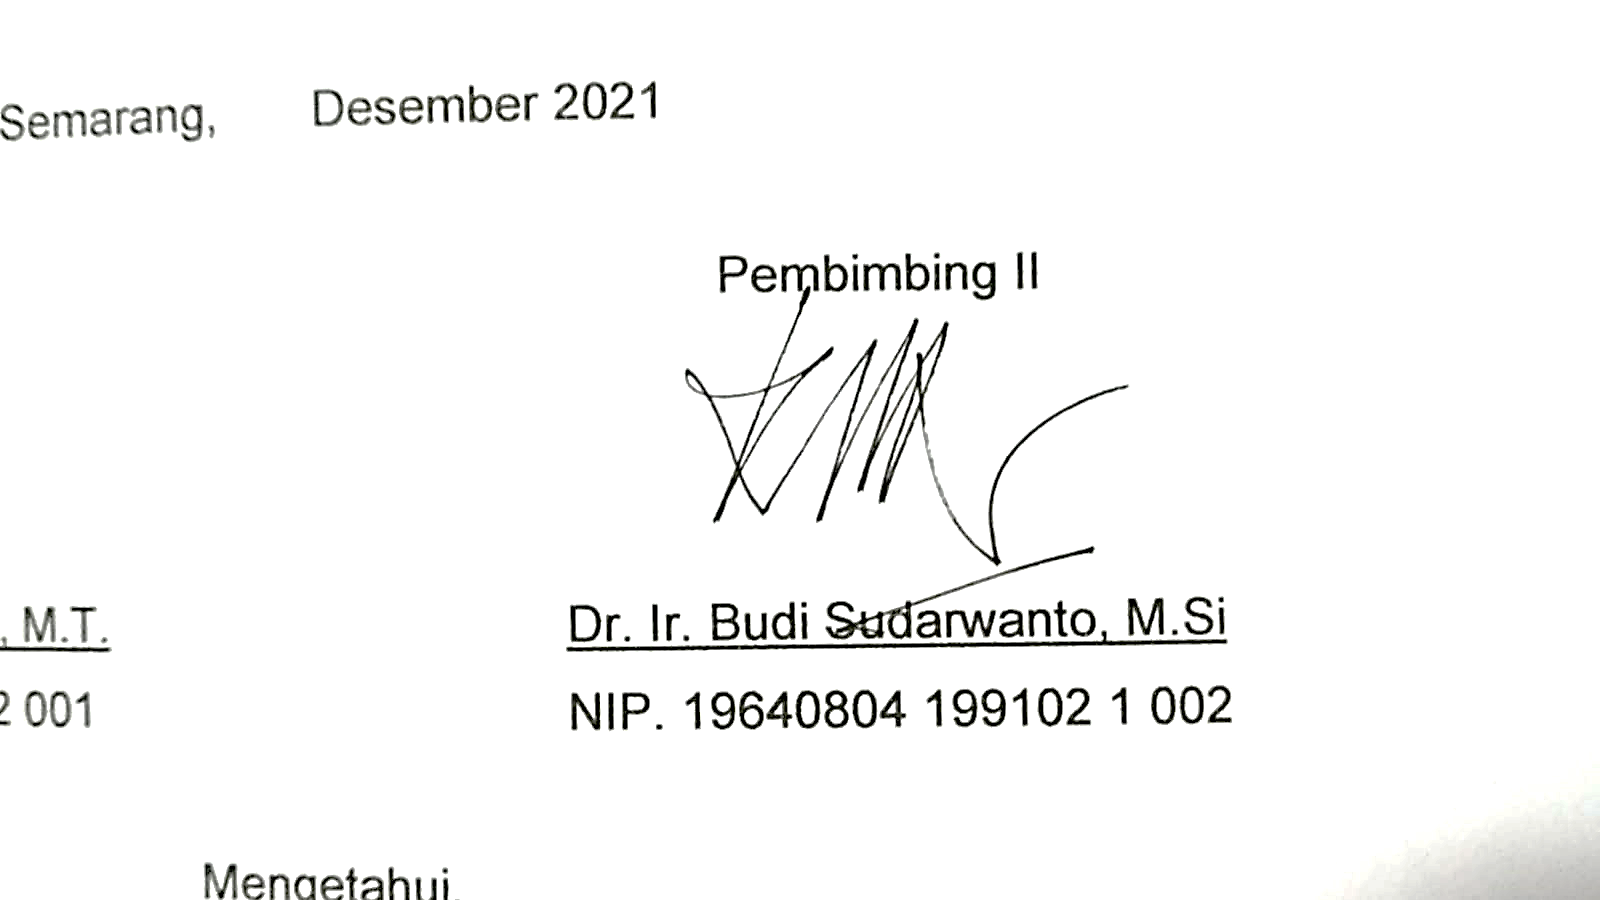 Semarang, Desember 2021
Pembimbing II
, M.T.
Dr. Ir. Budi Sudarwanto, M.Si
2 001
NIP. 19640804 199102 1 002
Mengetahui,